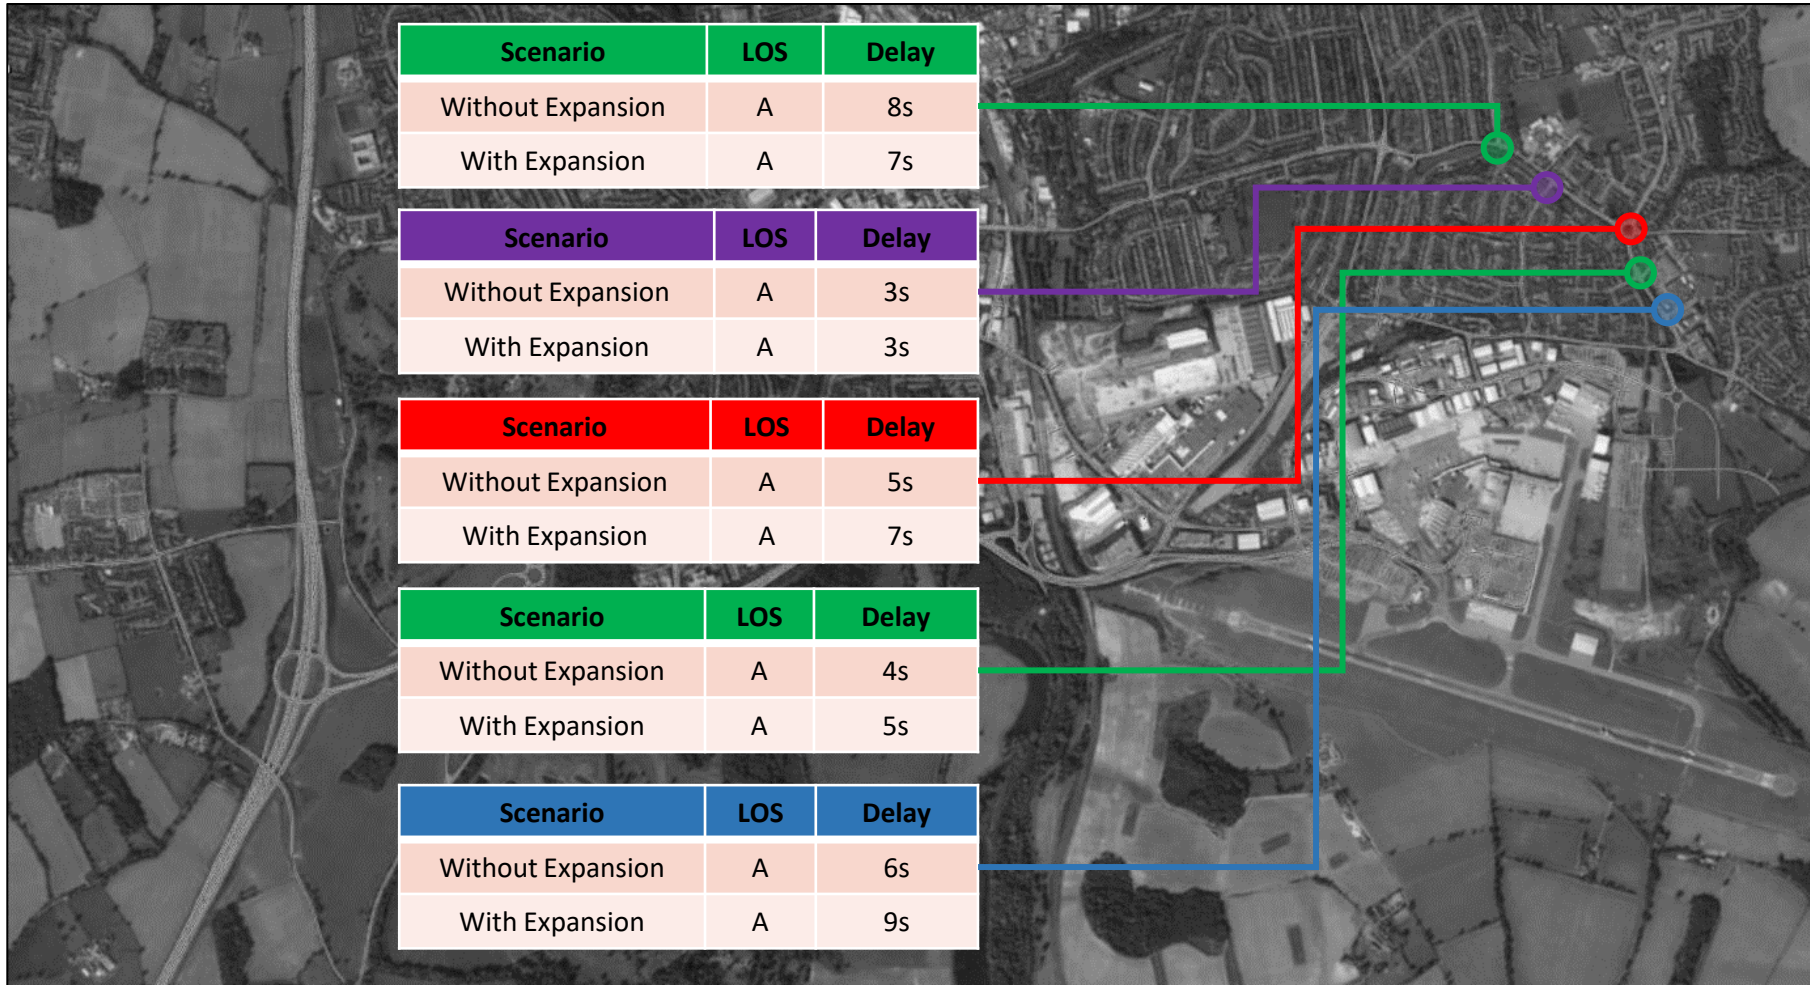 Scenario LOS Delay
Without Expansion A 8s
With Expansion A 7s
Scenario LOS Delay
Without Expansion A 3s
With Expansion A 3s
Scenario LOS Delay
Without Expansion A 5s
With Expansion A 7s
Scenario LOS Delay
Without Expansion A 4s
With Expansion A 5s
Scenario LOS Delay
Without Expansion A 6s
With Expansion A 9s